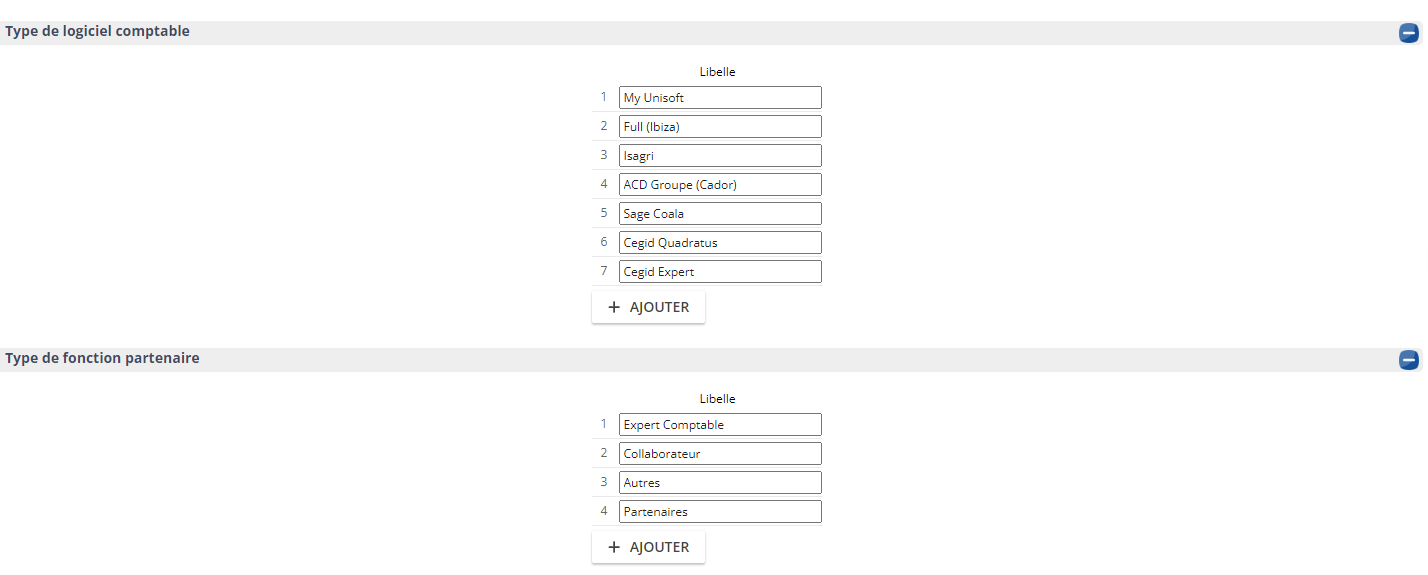 Type de logiciel comptable
Libelle
1 My Unisoft
2 Full (Ibiza)
3 Isagri
4 ACD Groupe (Cador)
5 Sage Coala
6 Cegid Quadratus
7 Cegid Expert
+ AJOUTER
Type de fonction partenaire
Libelle
1 Expert Comptable
2 Collaborateur
3 Autres
4 Partenaires
+ AJOUTER